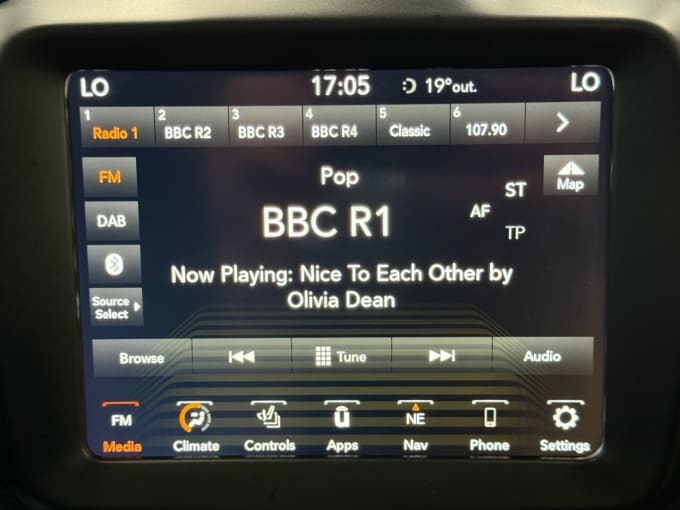 LO 17:05 19°out. LO
1 2 3 4 5 6
Radio 1 BBC R2 BBC R3 BBC R4 Classic 107.90
FM Pop Map
ST
DAB BBC R1 AF
TP
Now Playing: Nice To Each Other by
Olivia Dean
Source
Select
Browse Tune Audio
FM NE
Media Climate Controls Apps Nav Phone Settings